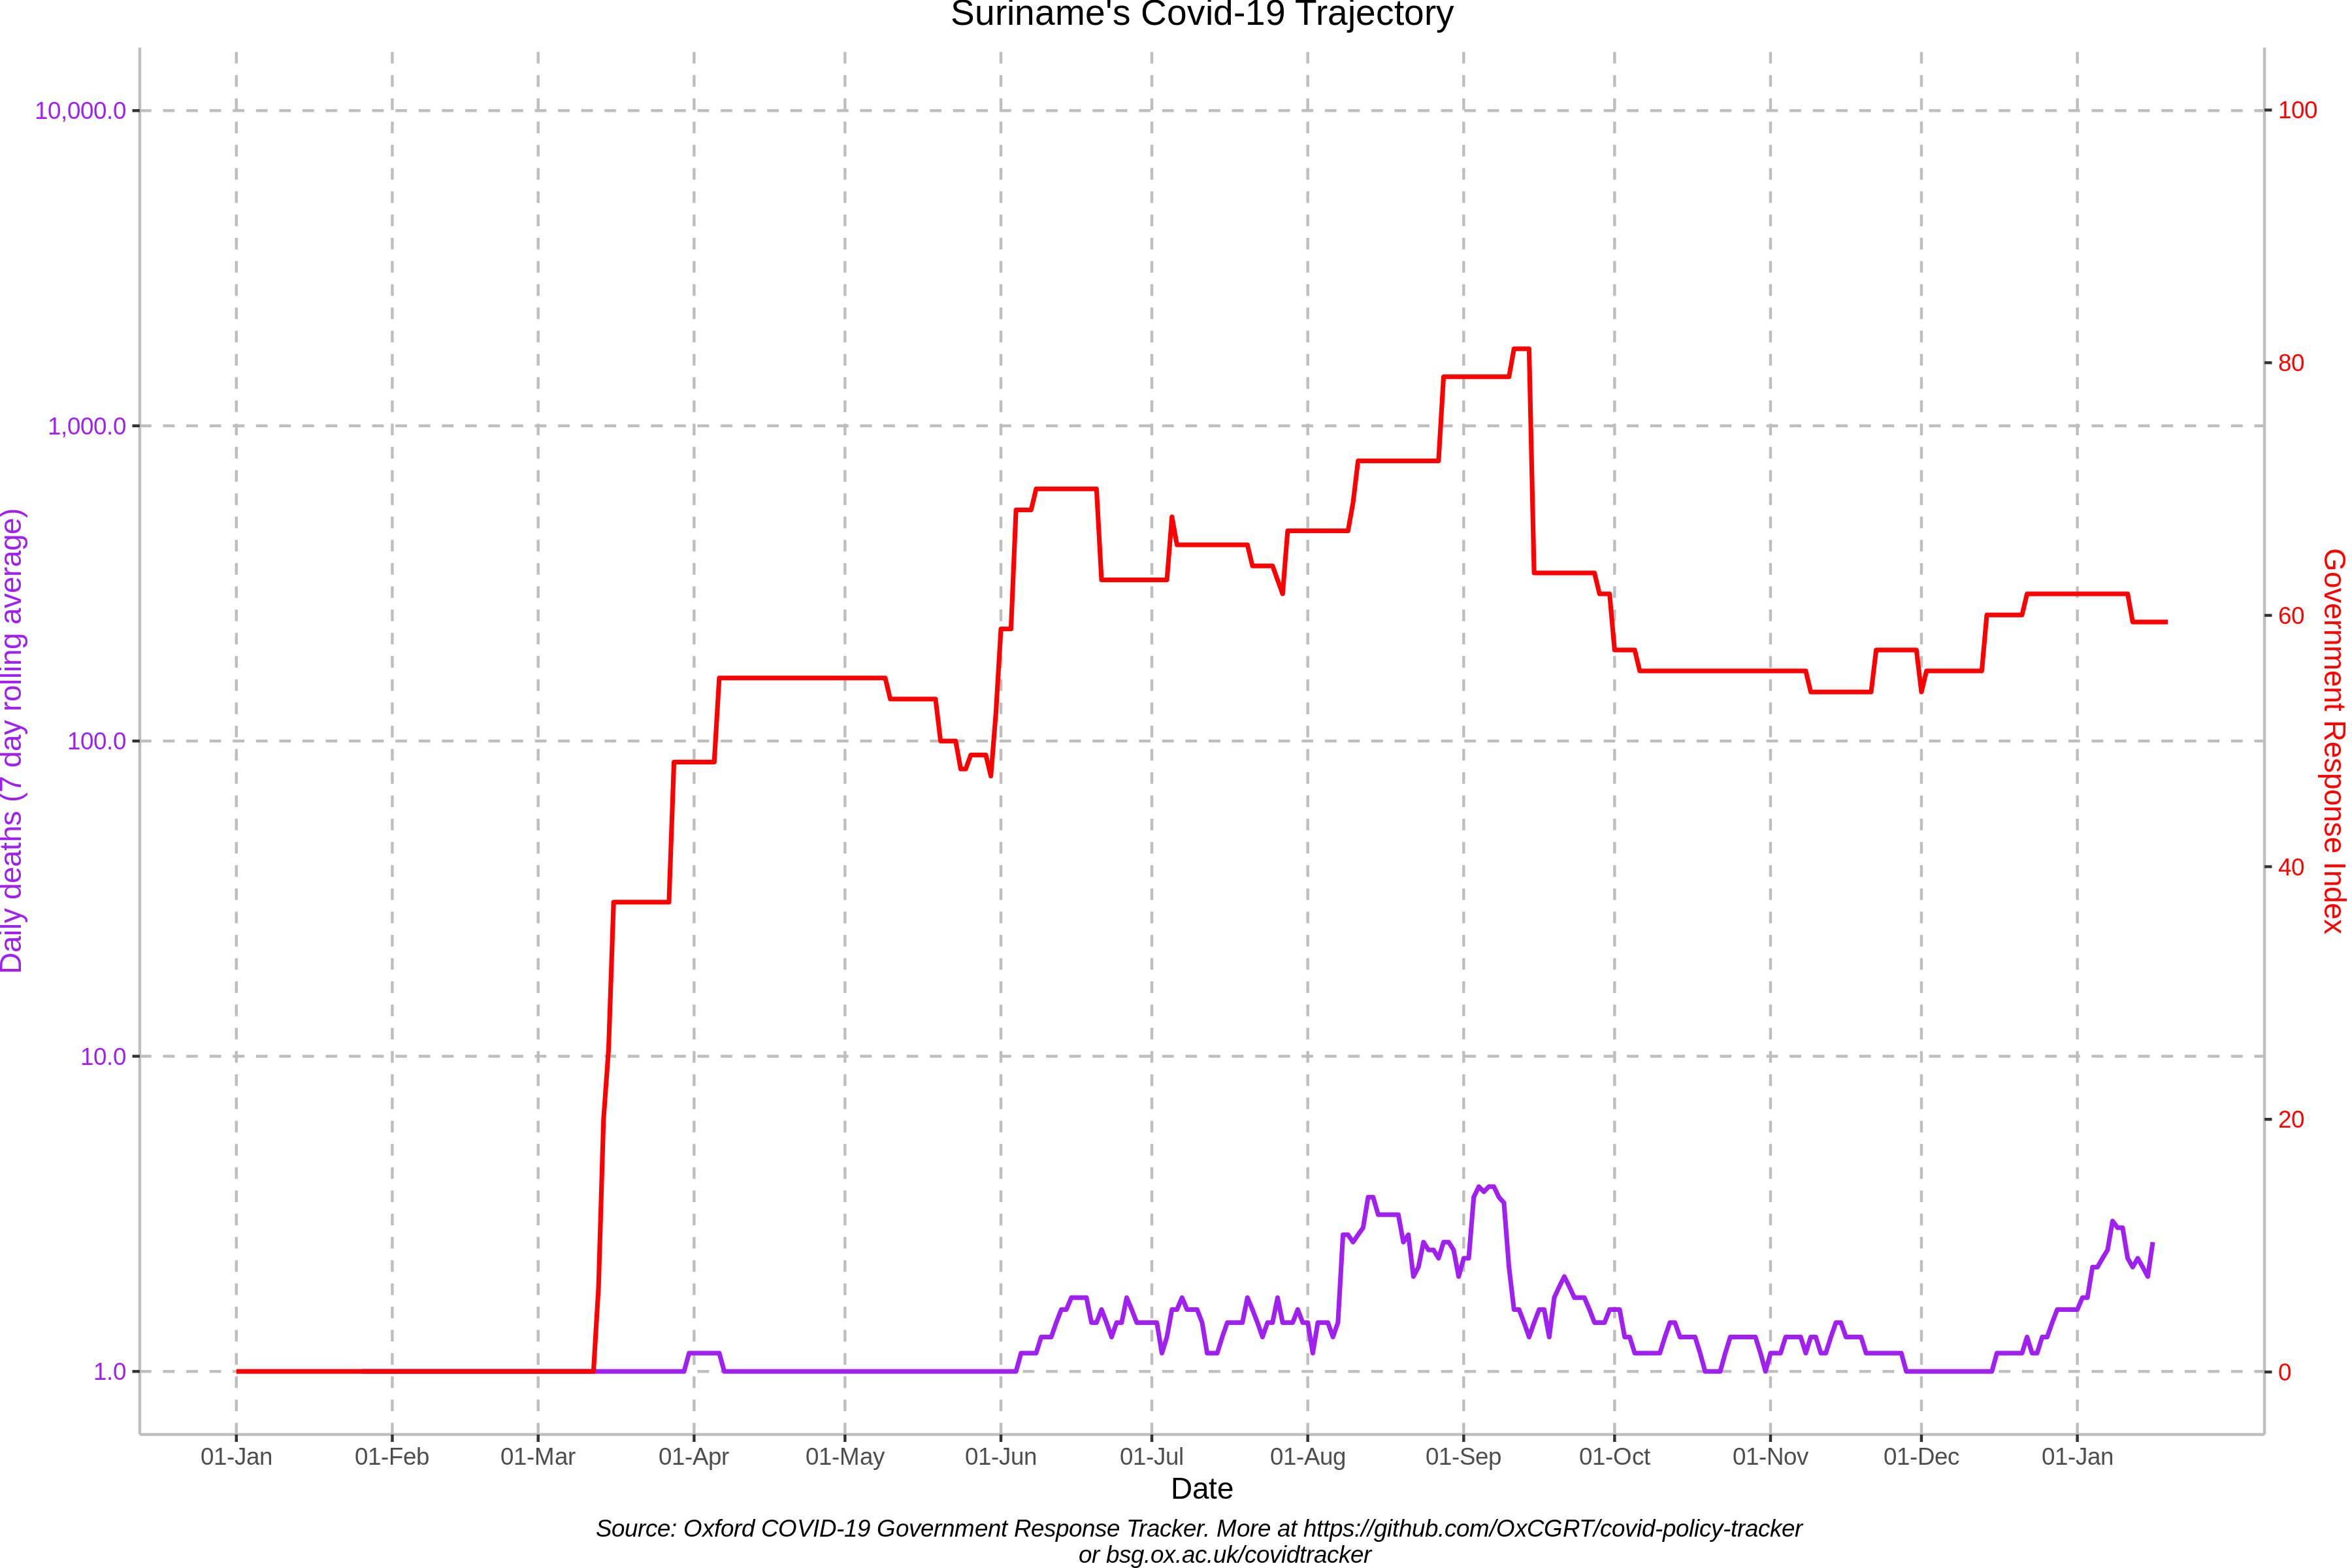 Suriname's Covid-19 Trajectory
10,000.0
1,000.0
100.0
10.0
1.0
Daily deaths (7 day rolling average)
100
80
60
40
20
0
Government Response Index
01-Jan 01-Feb 01-Mar 01-Apr 01-May 01-Jun 01-Jul 01-Aug 01-Sep 01-Oct 01-Nov 01-Dec 01-Jan
Date
Source: Oxford COVID-19 Government Response Tracker. More at https://github.com/OxCGRT/covid-policy-tracker
or bsg.ox.ac.uk/covidtracker